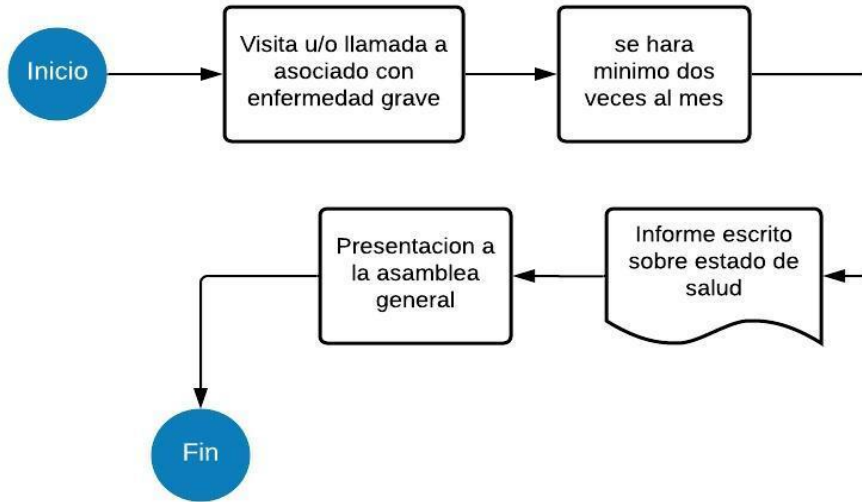 Inicio
Visita u/o llamada a
asociado con
enfermedad grave
se hara
minimo dos
veces al mes
Informe escrito
sobre estado de
salud
Presentacion a
la asamblea
general
Fin